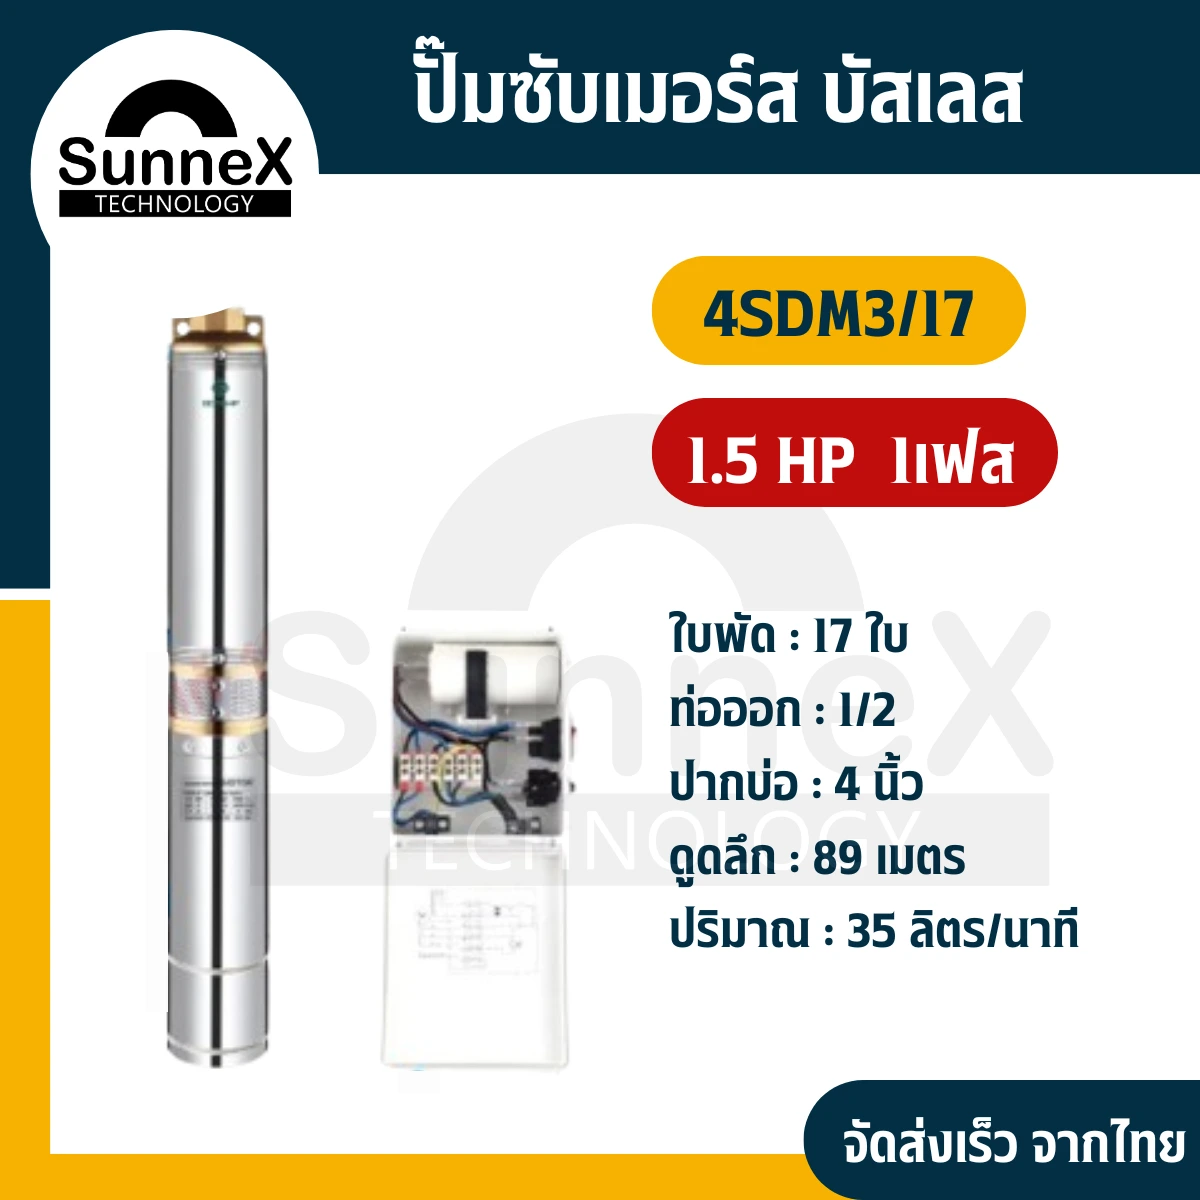 ปั๊มซับเมอร์ส บัสเลส
SunneX
TECHNOLOGY
4SDM3/17
1.5 HP 1เฟส
ใบพัด : 17 ใบ
ท่อออก : 1/2
ปากบ่อ : 4 นิ้ว
ดูดลึก : 89 เมตร
ปริมาณ : 35 ลิตร/นาที
SunneX
TECHNOLOGY
จัดส่งเร็ว จากไทย